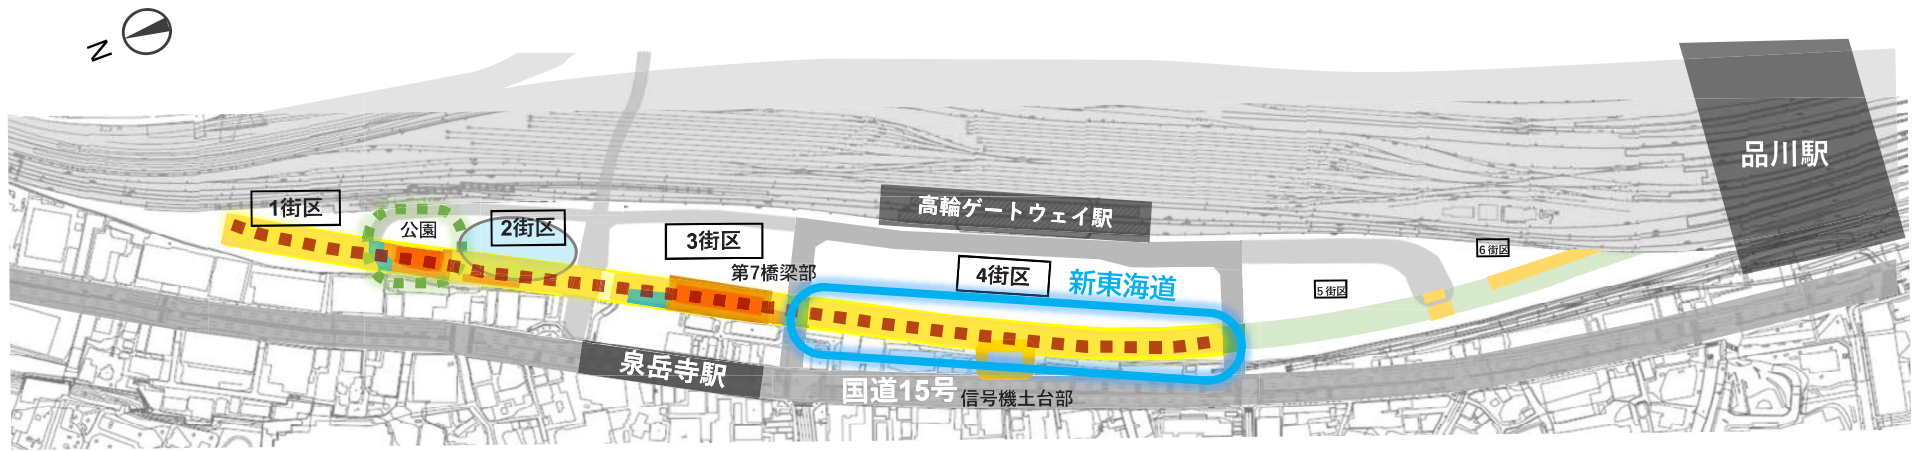 N
品川駅
1街区
公園
2街区
3街区
高輪ゲートウェイ駅
6街区
第7橋梁部
4街区
新東海道
5街区
泉岳寺駅
国道15号
信号機土台部